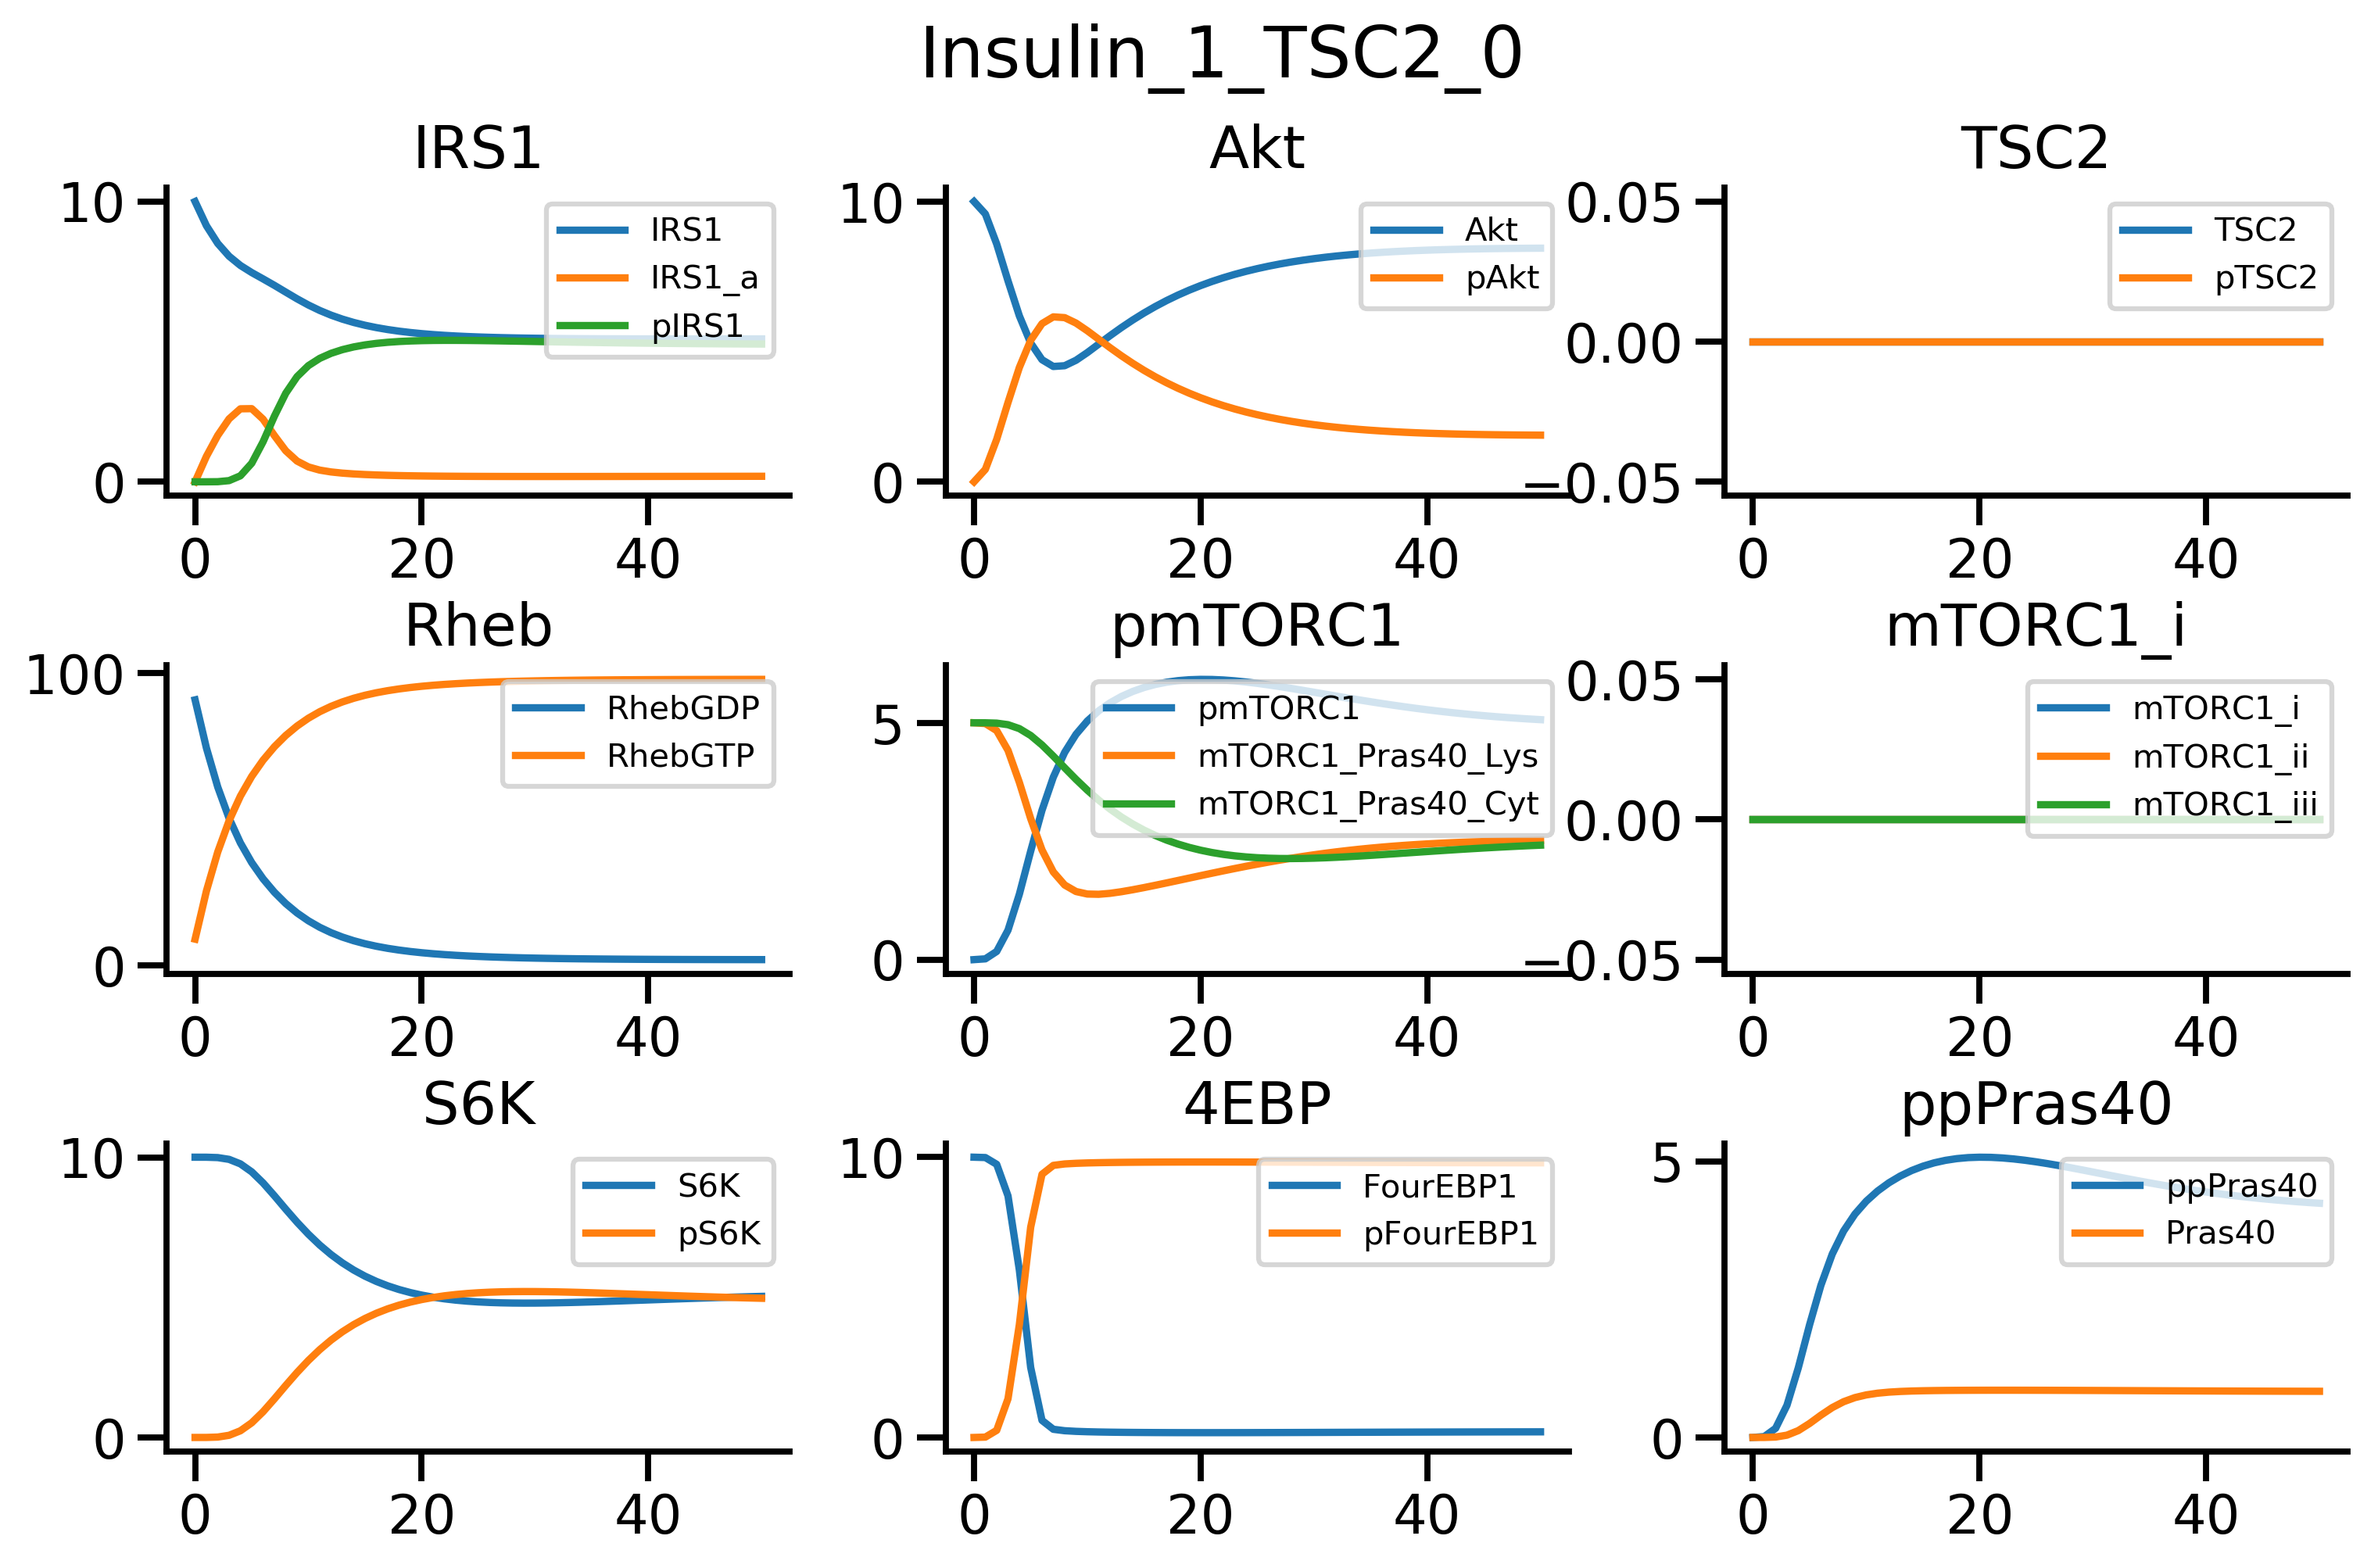 Insulin_1_TSC2_0
IRS1
10
0
0 20 40
IRS1
IRS1_a
pIRS1
Akt
10
0
0 20 40
Akt
pAkt
TSC2
0.05
0.00
−0.05
0 20 40
TSC2
pTSC2
Rheb
100
0
0 20 40
RhebGDP
RhebGTP
pmTORC1
5
0
0 20 40
pmTORC1
mTORC1_Pras40_Lys
mTORC1_Pras40_Cyt
mTORC1_i
0.05
0.00
−0.05
0 20 40
mTORC1_i
mTORC1_ii
mTORC1_iii
S6K
10
0
0 20 40
S6K
pS6K
4EBP
10
0
0 20 40
FourEBP1
pFourEBP1
ppPras40
5
0
0 20 40
ppPras40
Pras40